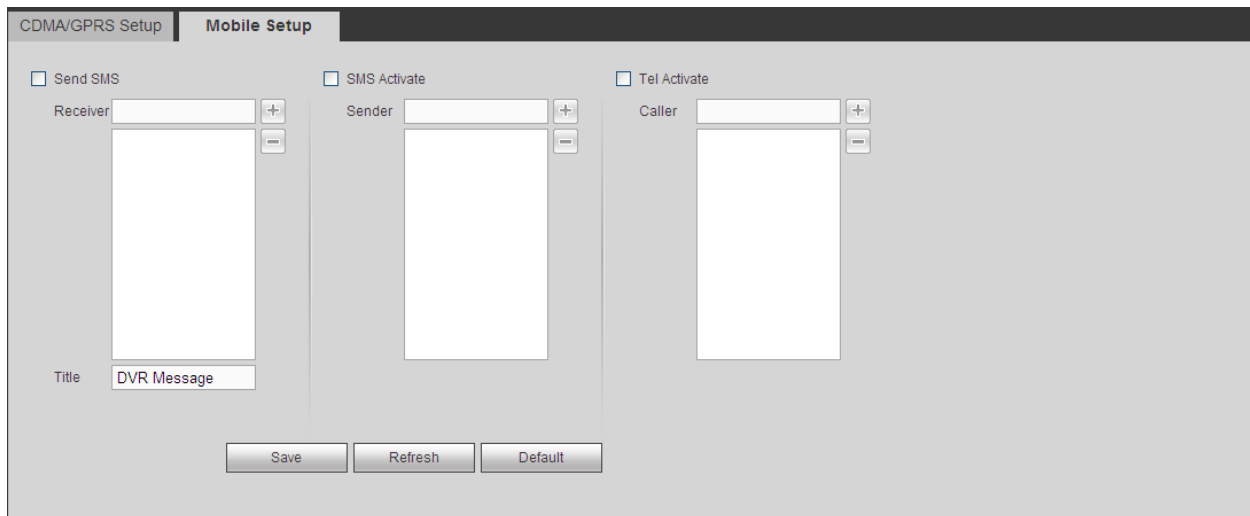 CDMA/GPRS Setup
Mobile Setup
Send SMS
SMS Activate
Tel Activate
Receiver
Sender
Caller
Title
DVR Message
Save
Refresh
Default